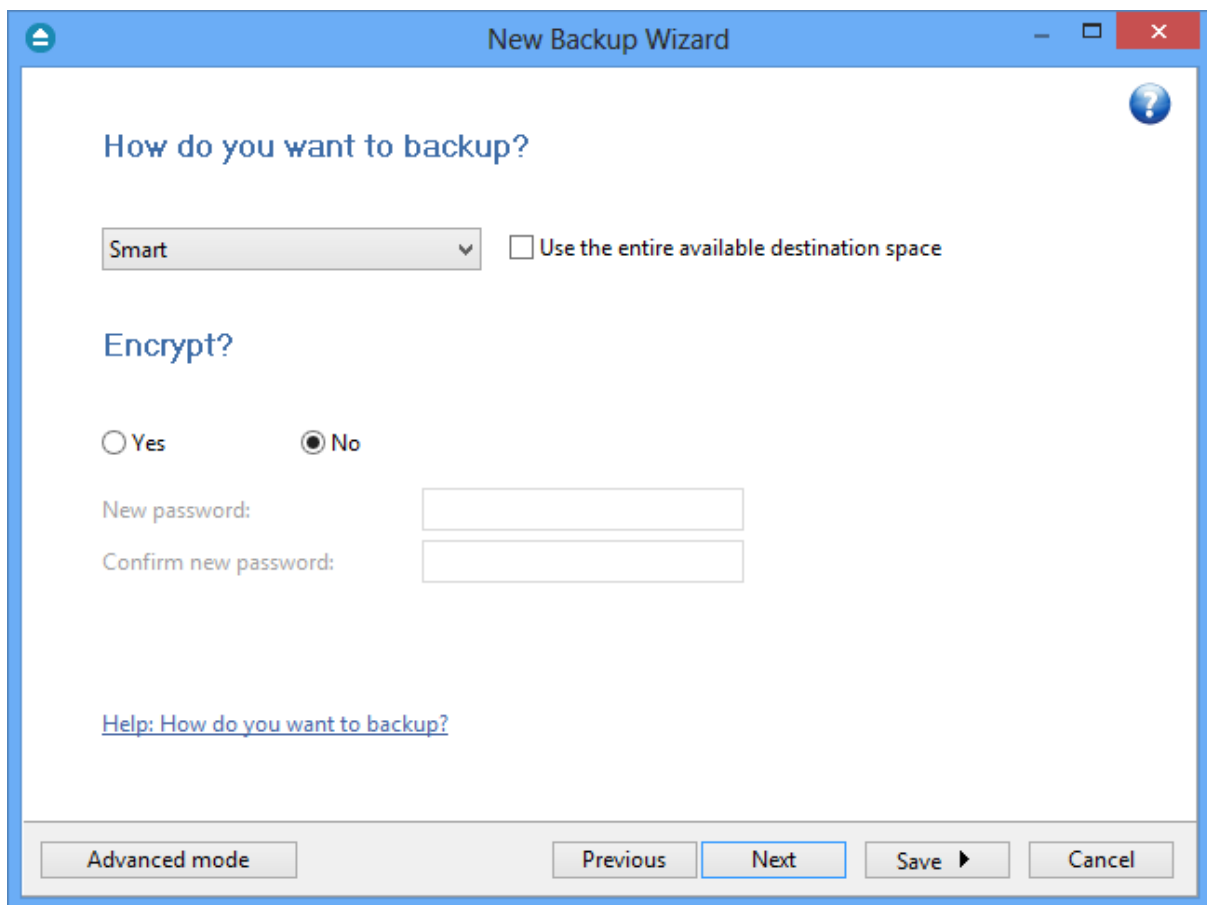 New Backup Wizard
How do you want to backup?
Smart
Use the entire available destination space
Encrypt?
Yes
No
New password:
Confirm new password:
Help: How do you want to backup?
Advanced mode
Previous
Next
Save
Cancel